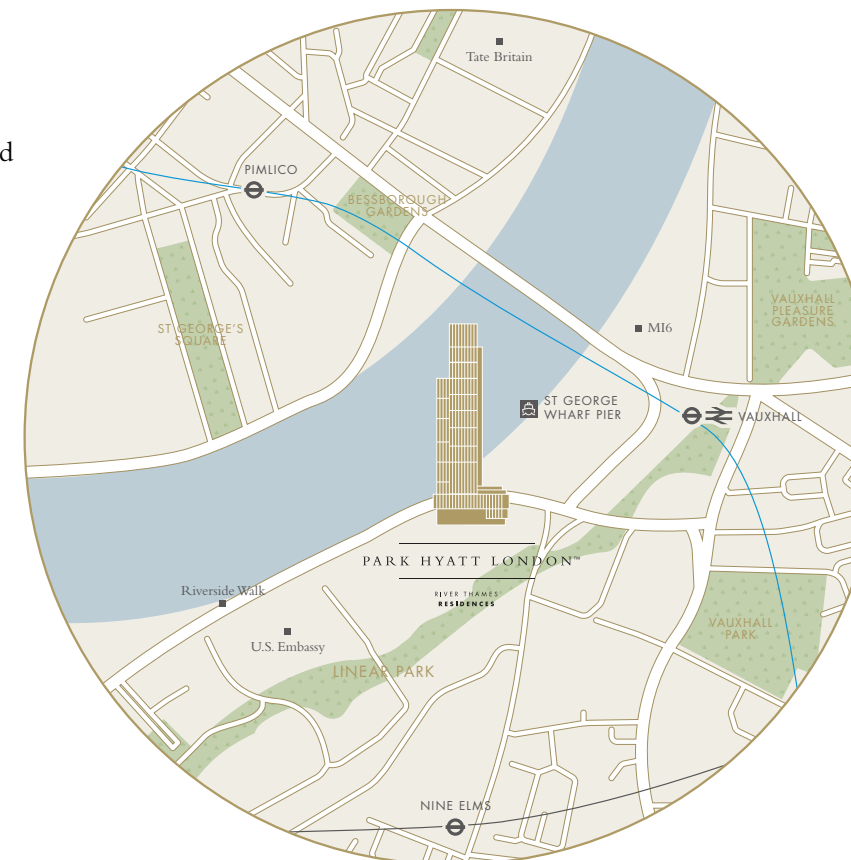 Tate Britain
d
PIMLICO
BESSBOROUGH
GARDENS
VAUXHALL
PLEASURE
GARDENS
ST GEORGE'S
SQUARE
MI6
ST GEORGE
WHARF PIER
VAUXHALL
PARK HYATT LONDON™
RIVER THAMES
RESIDENCES
Riverside Walk
U.S. Embassy
VAUXHALL
PARK
LINEAR PARK
NINE ELMS